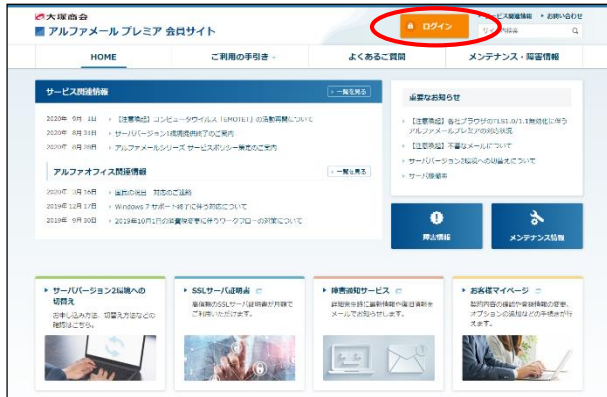 大塚商会
アルファメール プレミア 会員サイト
ログイン
サービス関連情報
お問い合わせ
サイト内検索
HOME
ご利用の手引き
よくあるご質問
メンテナンス・障害情報
サービス関連情報
一覧を見る
2020年 9月 1日
【注意喚起】コンピュータウイルス「EMOTET」の活動再開について
2020年 8月31日
サーババージョン1環境提供終了のご案内
2020年 8月28日
アルファメールシリーズ サービスポリシー策定のご案内
アルファオフィス関連情報
一覧を見る
2020年 3月16日
国民の祝日 対応のご連絡
2019年12月17日
Windows 7 サポート終了に伴う対応について
2019年 9月30日
2019年10月1日の消費税変更に伴うワークフローの対策について
重要なお知らせ
【注意喚起】各社ブラウザのTLS1.0/1.1無効化に伴う
アルファメールプレミアの対応状況
【注意喚起】不審なメールについて
サーババージョン2環境への切替えについて
サーバ稼働率
障害情報
メンテナンス情報
サーババージョン2環境への
切替え
お申し込み方法、切替え方法などの
確認はこちら。
SSLサーバ証明書
高信頼のSSLサーバ証明書が月額で
ご利用いただけます。
障害通知サービス
障害発生時に最新情報や復旧情報を
メールでお知らせします。
お客様マイページ
契約内容の確認や登録情報の変更、
オプションの追加などの手続きが行
えます。